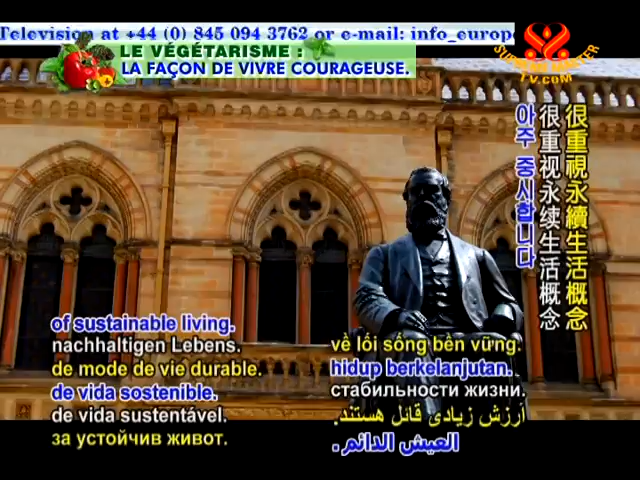 Television at +44 (0) 845 094 3762 or e-mail: info_europe
LE VÉGÉTARISME :
LA FAÇON DE VIVRE COURAGEUSE.
SUPREME MASTER
TV.COM
很重視永續生活概念
很重视永续生活概念
아주 중시합니다
of sustainable living.
nachhaltigen Lebens.
de mode de vie durable.
de vida sostenible.
de vida sustentável.
за устойчив живот.
về lối sống bền vững.
hidup berkelanjutan.
стабильности жизни.
ارزش زیادی قائل هستند.
العيش الدائم.